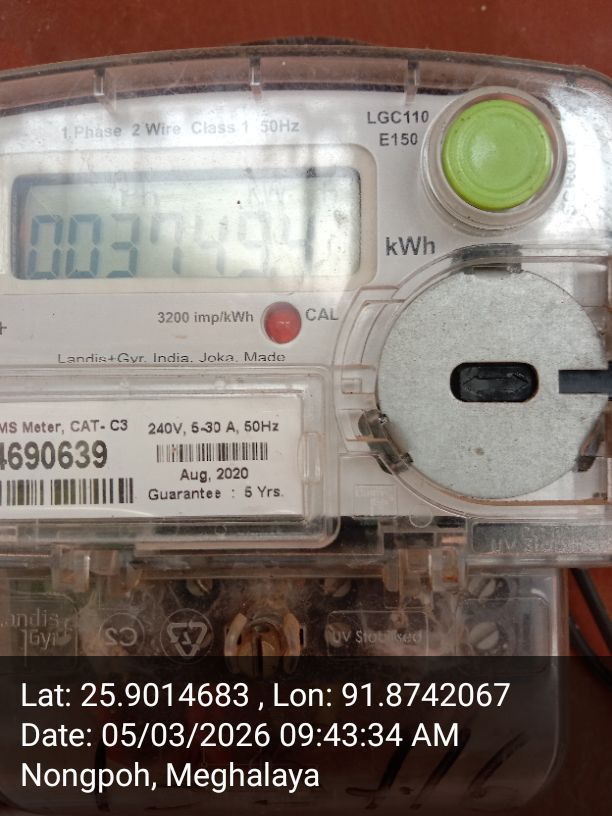 1 Phase 2 Wire Class 1 50Hz
LGC110
E150
kWh
3200 imp/kWh
CAL
Landis+Gyr, India, Joka, Made
MS Meter, CAT- C3
4690639
240V, 5-30 A, 50Hz
Aug, 2020
Guarantee : 5 Yrs.
UV Stabilised
Lat: 25.9014683 , Lon: 91.8742067
Date: 05/03/2026 09:43:34 AM
Nongpoh, Meghalaya